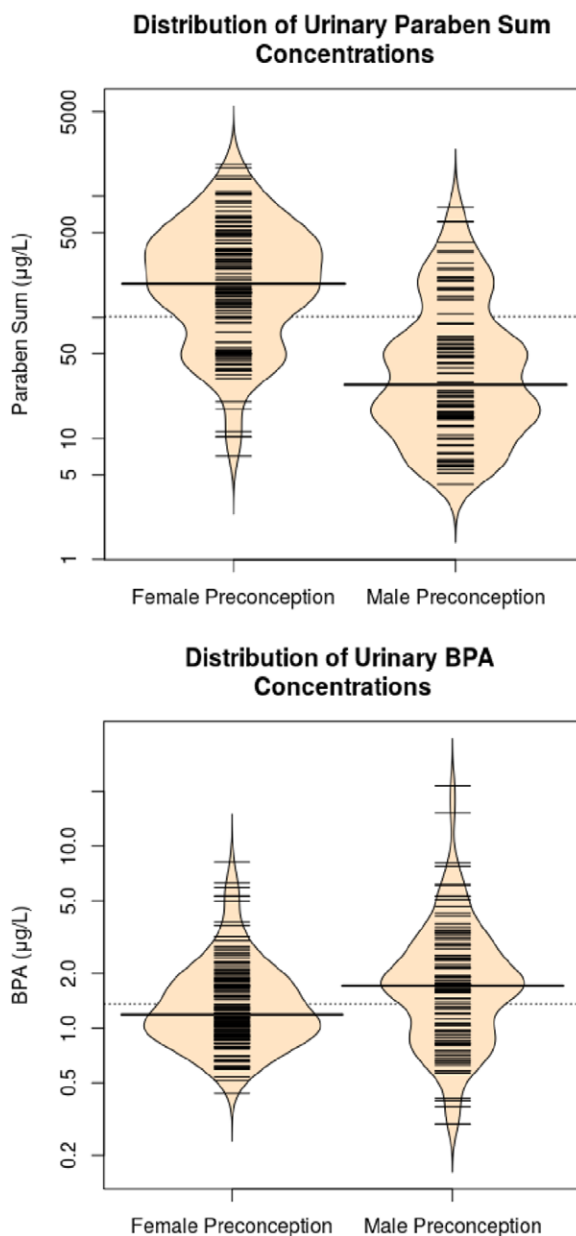 Distribution of Urinary Paraben Sum
Concentrations
Paraben Sum (µg/L)
5000
500
50
10
5
1
Female Preconception
Male Preconception
Distribution of Urinary BPA
Concentrations
BPA (µg/L)
10.0
5.0
2.0
1.0
0.5
0.2
Female Preconception
Male Preconception